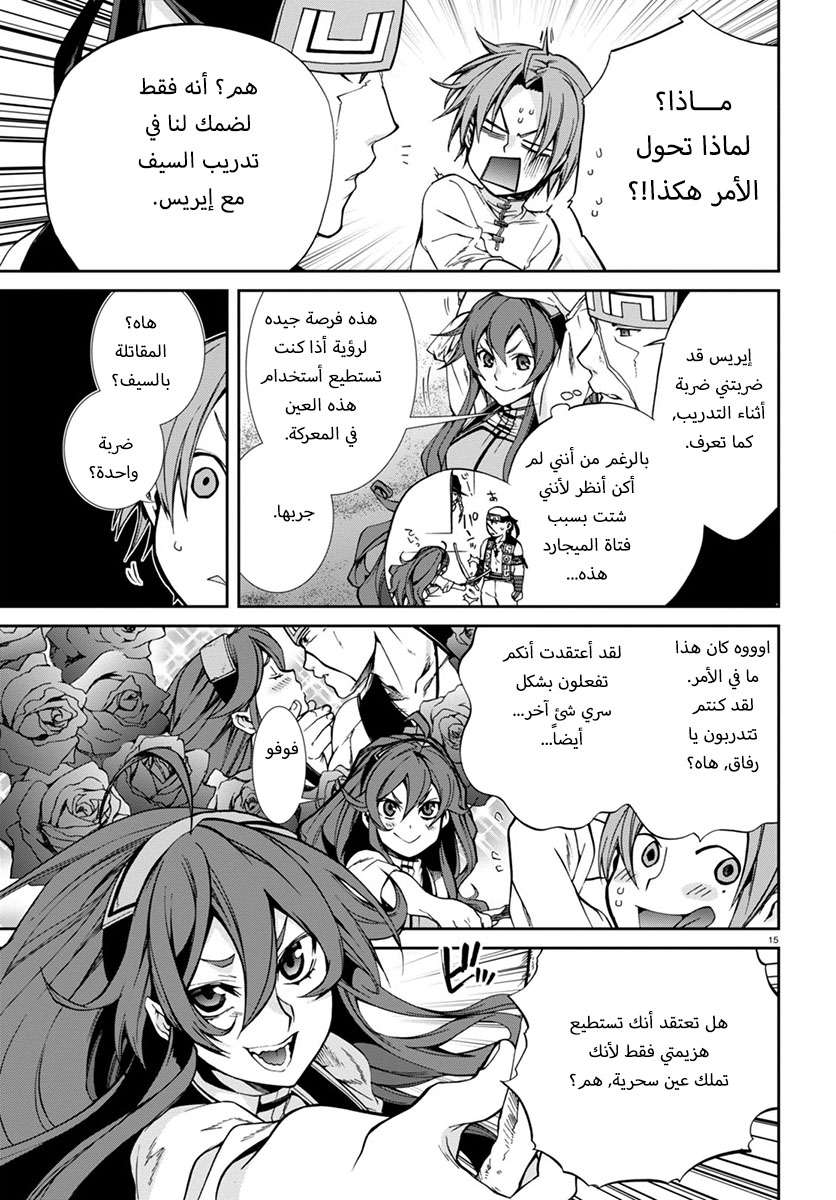 مـــاذا؟
لماذا تحول
الأمر هكذا!؟
هم؟ أنه فقط
لضمك لنا في
تدريب السيف
مع إيريس.
إيريس قد
ضربتني ضربة
أثناء التدريب,
كما تعرف.
بالرغم من أنني لم
أكن أنظر لأنني
شتت بسبب
فتاة الميجارد
هذه...
هذه فرصة جيده
لرؤية أذا كنت
تستطيع أستخدام
هذه العين
في المعركة.
جربها.
هاه؟
المقاتلة
بالسيف؟
ضربة
واحدة؟
اوووه كان هذا
ما في الأمر.
لقد كنتم
تتدربون يا
رفاق, هاه؟
لقد أعتقدت أنكم
تفعلون بشكل
سري شئ آخر...
أيضاً...
فوفو
15
ビッ
هل تعتقد أنك تستطيع
هزيمتي فقط لأنك
تملك عين سحرية, هم؟